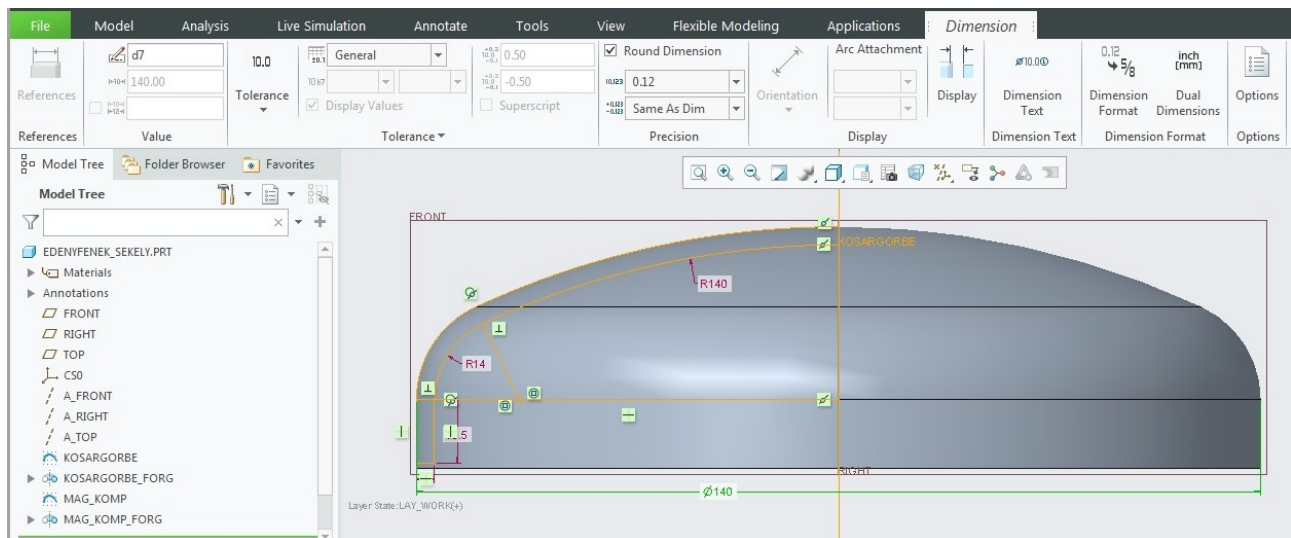 File Model Analysis Live Simulation Annotate Tools View Flexible Modeling Applications Dimension
d7
140.00
References
References
Value
10.0
Tolerance
General
10h7
Display Values
0.50
-0.50
Superscript
Tolerance
Round Dimension
0.12
Same As Dim
Precision
Orientation
Arc Attachment
Display
Display
ø10.00
Dimension
Text
Dimension Text
0.12
5/8
Dimension
Format
inch
[mm]
Dual
Dimensions
Dimension Format
Options
Options
Model Tree Folder Browser Favorites
Model Tree
EDENYFENEK_SEKELY.PRT
Materials
Annotations
FRONT
RIGHT
TOP
CS0
A_FRONT
A_RIGHT
A_TOP
KOSARGORBE
KOSARGORBE_FORG
MAG_KOMP
MAG_KOMP_FORG
FRONT
KOSARGORBE
R140
R14
RIGHT
Ø140
Layer State:LAY_WORK(+)